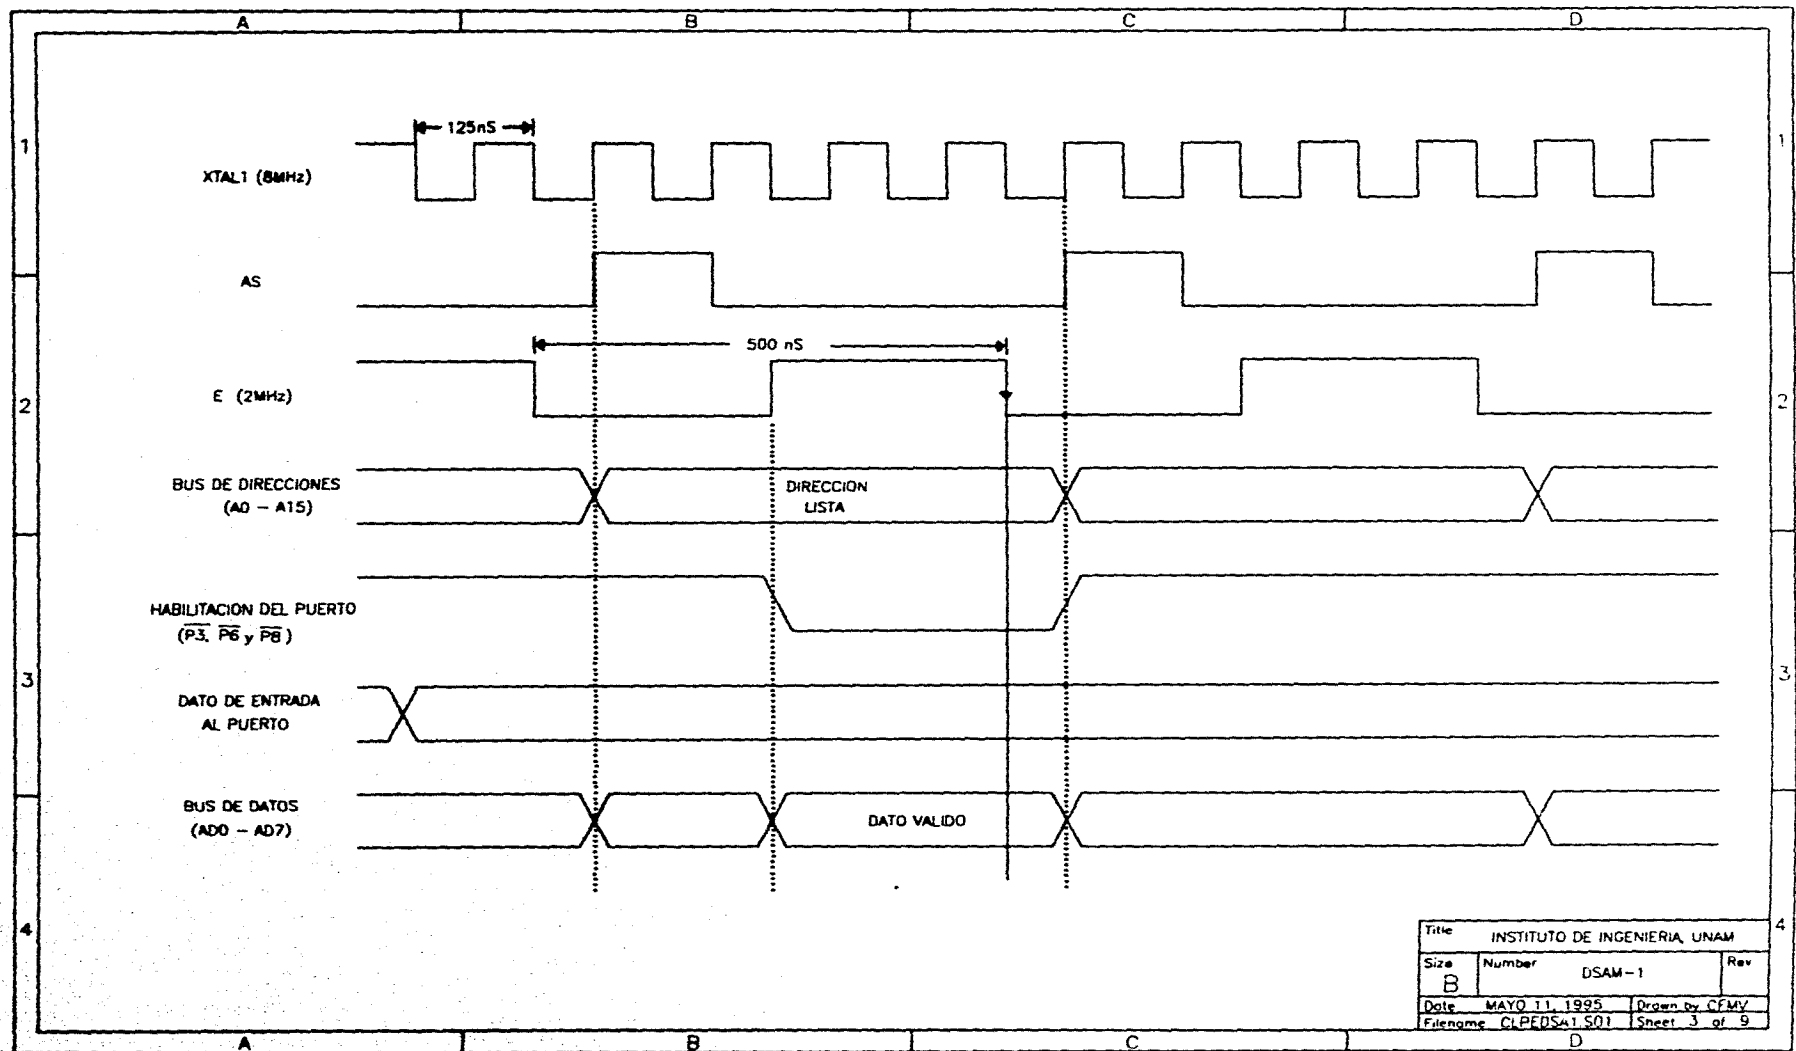 A B C D
1 1
125nS
XTAL1 (8MHz)
AS
500 nS
E (2MHz)
2 2
BUS DE DIRECCIONES
(A0 - A15)
DIRECCION
LISTA
HABILITACION DEL PUERTO
(P3, P6 y P8)
3 3
DATO DE ENTRADA
AL PUERTO
BUS DE DATOS
(AD0 - AD7)
DATO VALIDO
4 4
Title INSTITUTO DE INGENIERIA, UNAM
Size Number Rev
B DSAM-1
Date MAYO 11, 1995 Drawn by CFMV
Filename CLPEDSA1.S01 Sheet 3 of 9
A B C D